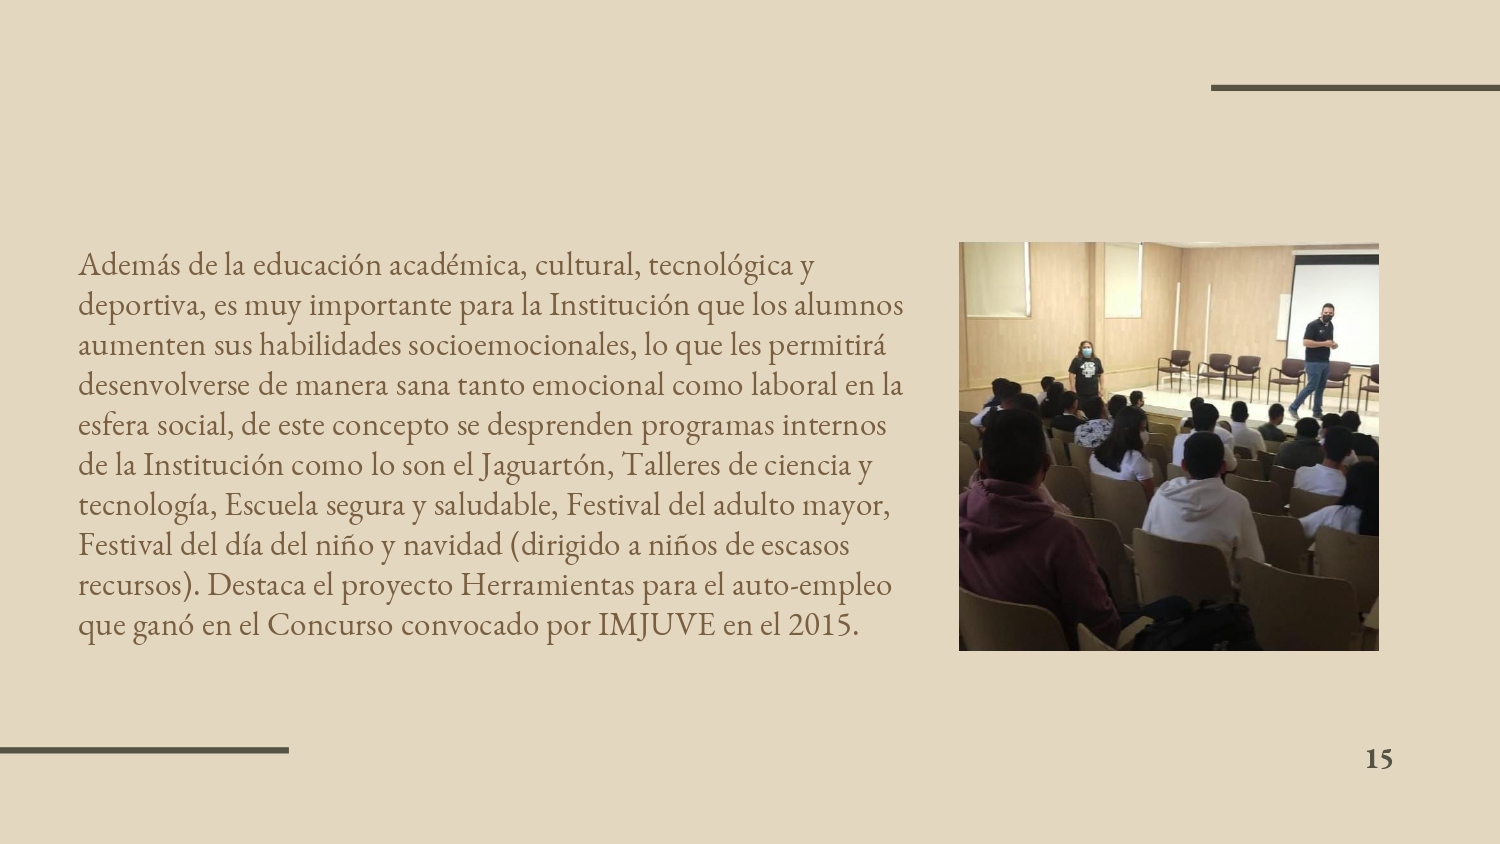 Además de la educación académica, cultural, tecnológica y
deportiva, es muy importante para la Institución que los alumnos
aumenten sus habilidades socioemocionales, lo que les permitirá
desenvolverse de manera sana tanto emocional como laboral en la
esfera social, de este concepto se desprenden programas internos
de la Institución como lo son el Jaguartón, Talleres de ciencia y
tecnología, Escuela segura y saludable, Festival del adulto mayor,
Festival del día del niño y navidad (dirigido a niños de escasos
recursos). Destaca el proyecto Herramientas para el auto-empleo
que ganó en el Concurso convocado por IMJUVE en el 2015.
15